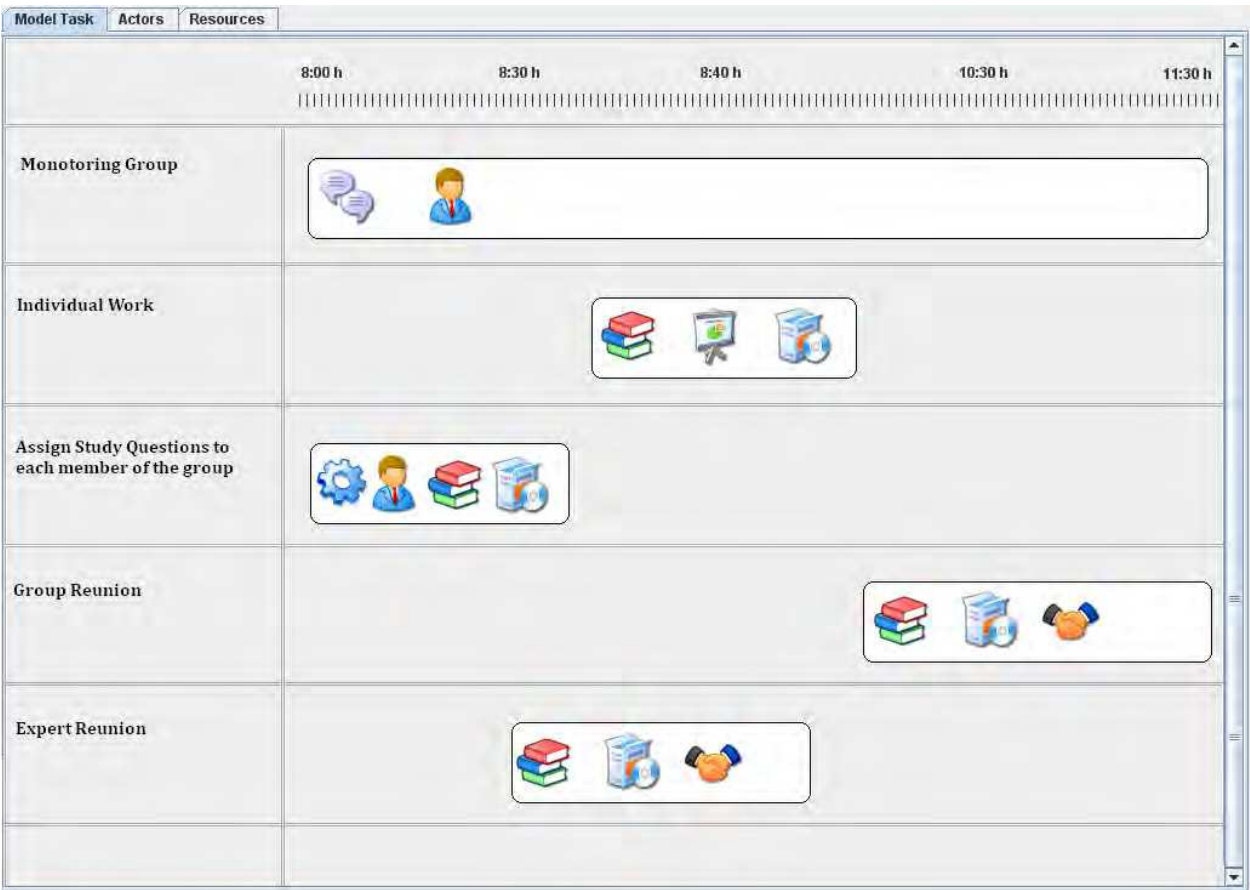 Model Task Actors Resources
8:00 h 8:30 h 8:40 h 10:30 h 11:30 h
Monotoring Group
Individual Work
Assign Study Questions to
each member of the group
Group Reunion
Expert Reunion